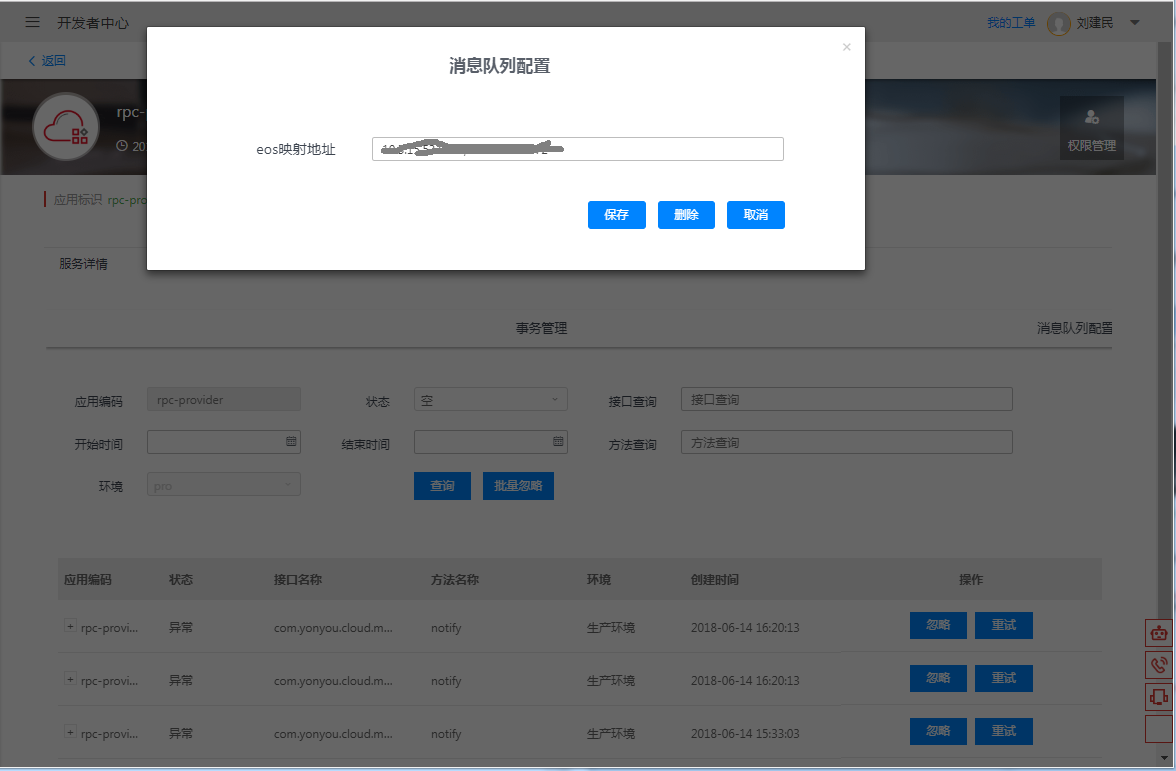 开发者中心
我的工单 刘建民
返回
消息队列配置
×
rpc-
20
eos映射地址
权限管理
应用标识 rpc-pro
保存 删除 取消
服务详情
事务管理 消息队列配置
应用编码 rpc-provider 状态 空 接口查询 接口查询
开始时间 结束时间 方法查询 方法查询
环境 pro 查询 批量忽略
应用编码 状态 接口名称 方法名称 环境 创建时间 操作
+ rpc-provi... 异常 com.yonyou.cloud.m... notify 生产环境 2018-06-14 16:20:13 忽略 重试
+ rpc-provi... 异常 com.yonyou.cloud.m... notify 生产环境 2018-06-14 16:20:13 忽略 重试
+ rpc-provi... 异常 com.yonyou.cloud.m... notify 生产环境 2018-06-14 15:33:03 忽略 重试